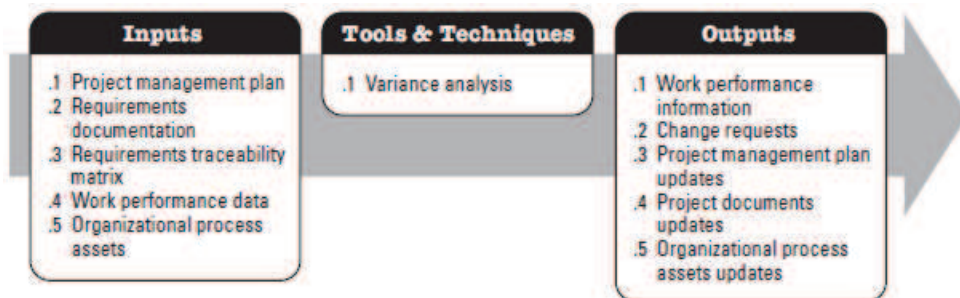 Inputs
.1 Project management plan
.2 Requirements
documentation
.3 Requirements traceability
matrix
.4 Work performance data
.5 Organizational process
assets
Tools & Techniques
.1 Variance analysis
Outputs
.1 Work performance
information
.2 Change requests
.3 Project management plan
updates
.4 Project documents
updates
.5 Organizational process
assets updates